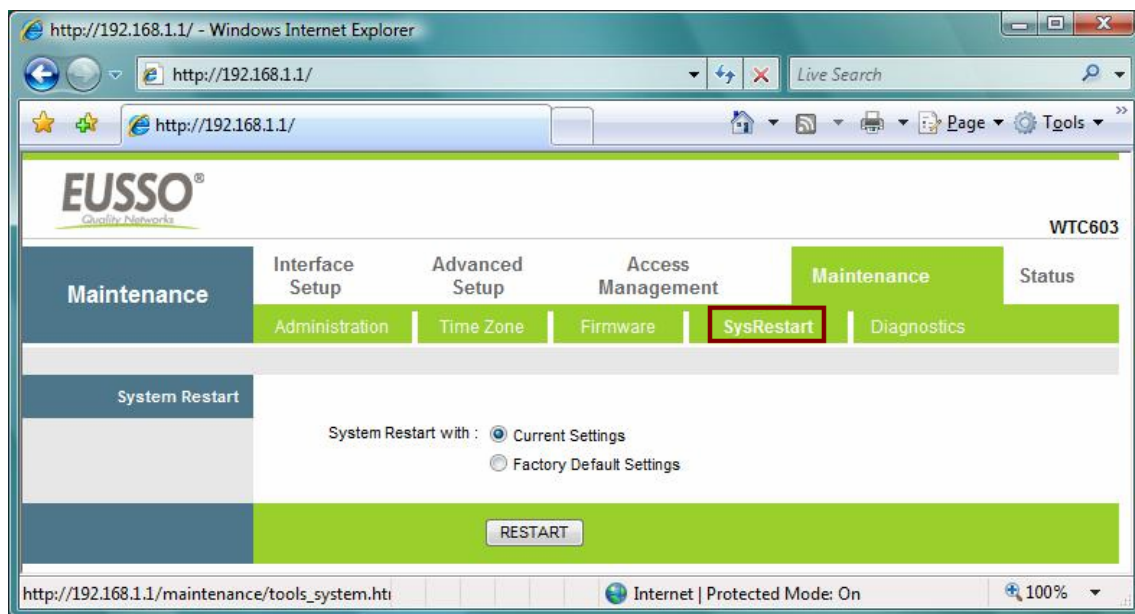 http://192.168.1.1/ - Windows Internet Explorer
http://192.168.1.1/
Live Search
http://192.168.1.1/
Page
Tools
EUSSO®
Quality Networks
WTC603
Maintenance
Interface Setup
Advanced Setup
Access Management
Maintenance
Status
Administration
Time Zone
Firmware
SysRestart
Diagnostics
System Restart
System Restart with :
Current Settings
Factory Default Settings
RESTART
http://192.168.1.1/maintenance/tools_system.ht
Internet | Protected Mode: On
100%